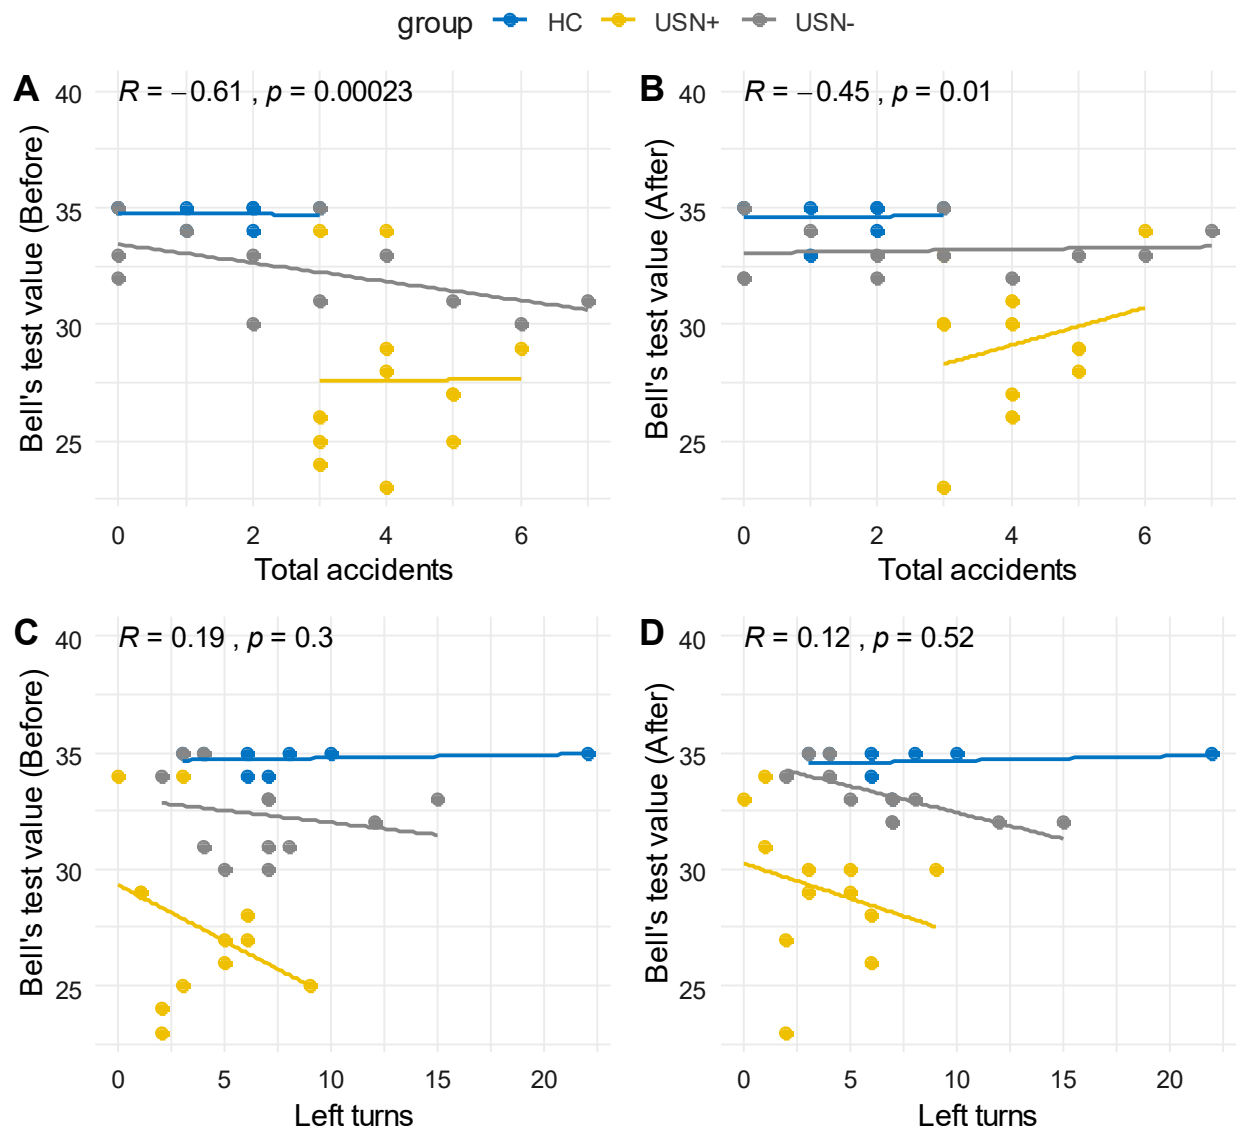 group HC USN+ USN-
A
R = −0.61 , p = 0.00023
Bell's test value (Before)
40
35
30
25
0 2 4 6
Total accidents
B
R = −0.45 , p = 0.01
Bell's test value (After)
40
35
30
25
0 2 4 6
Total accidents
C
R = 0.19 , p = 0.3
Bell's test value (Before)
40
35
30
25
0 5 10 15 20
Left turns
D
R = 0.12 , p = 0.52
Bell's test value (After)
40
35
30
25
0 5 10 15 20
Left turns